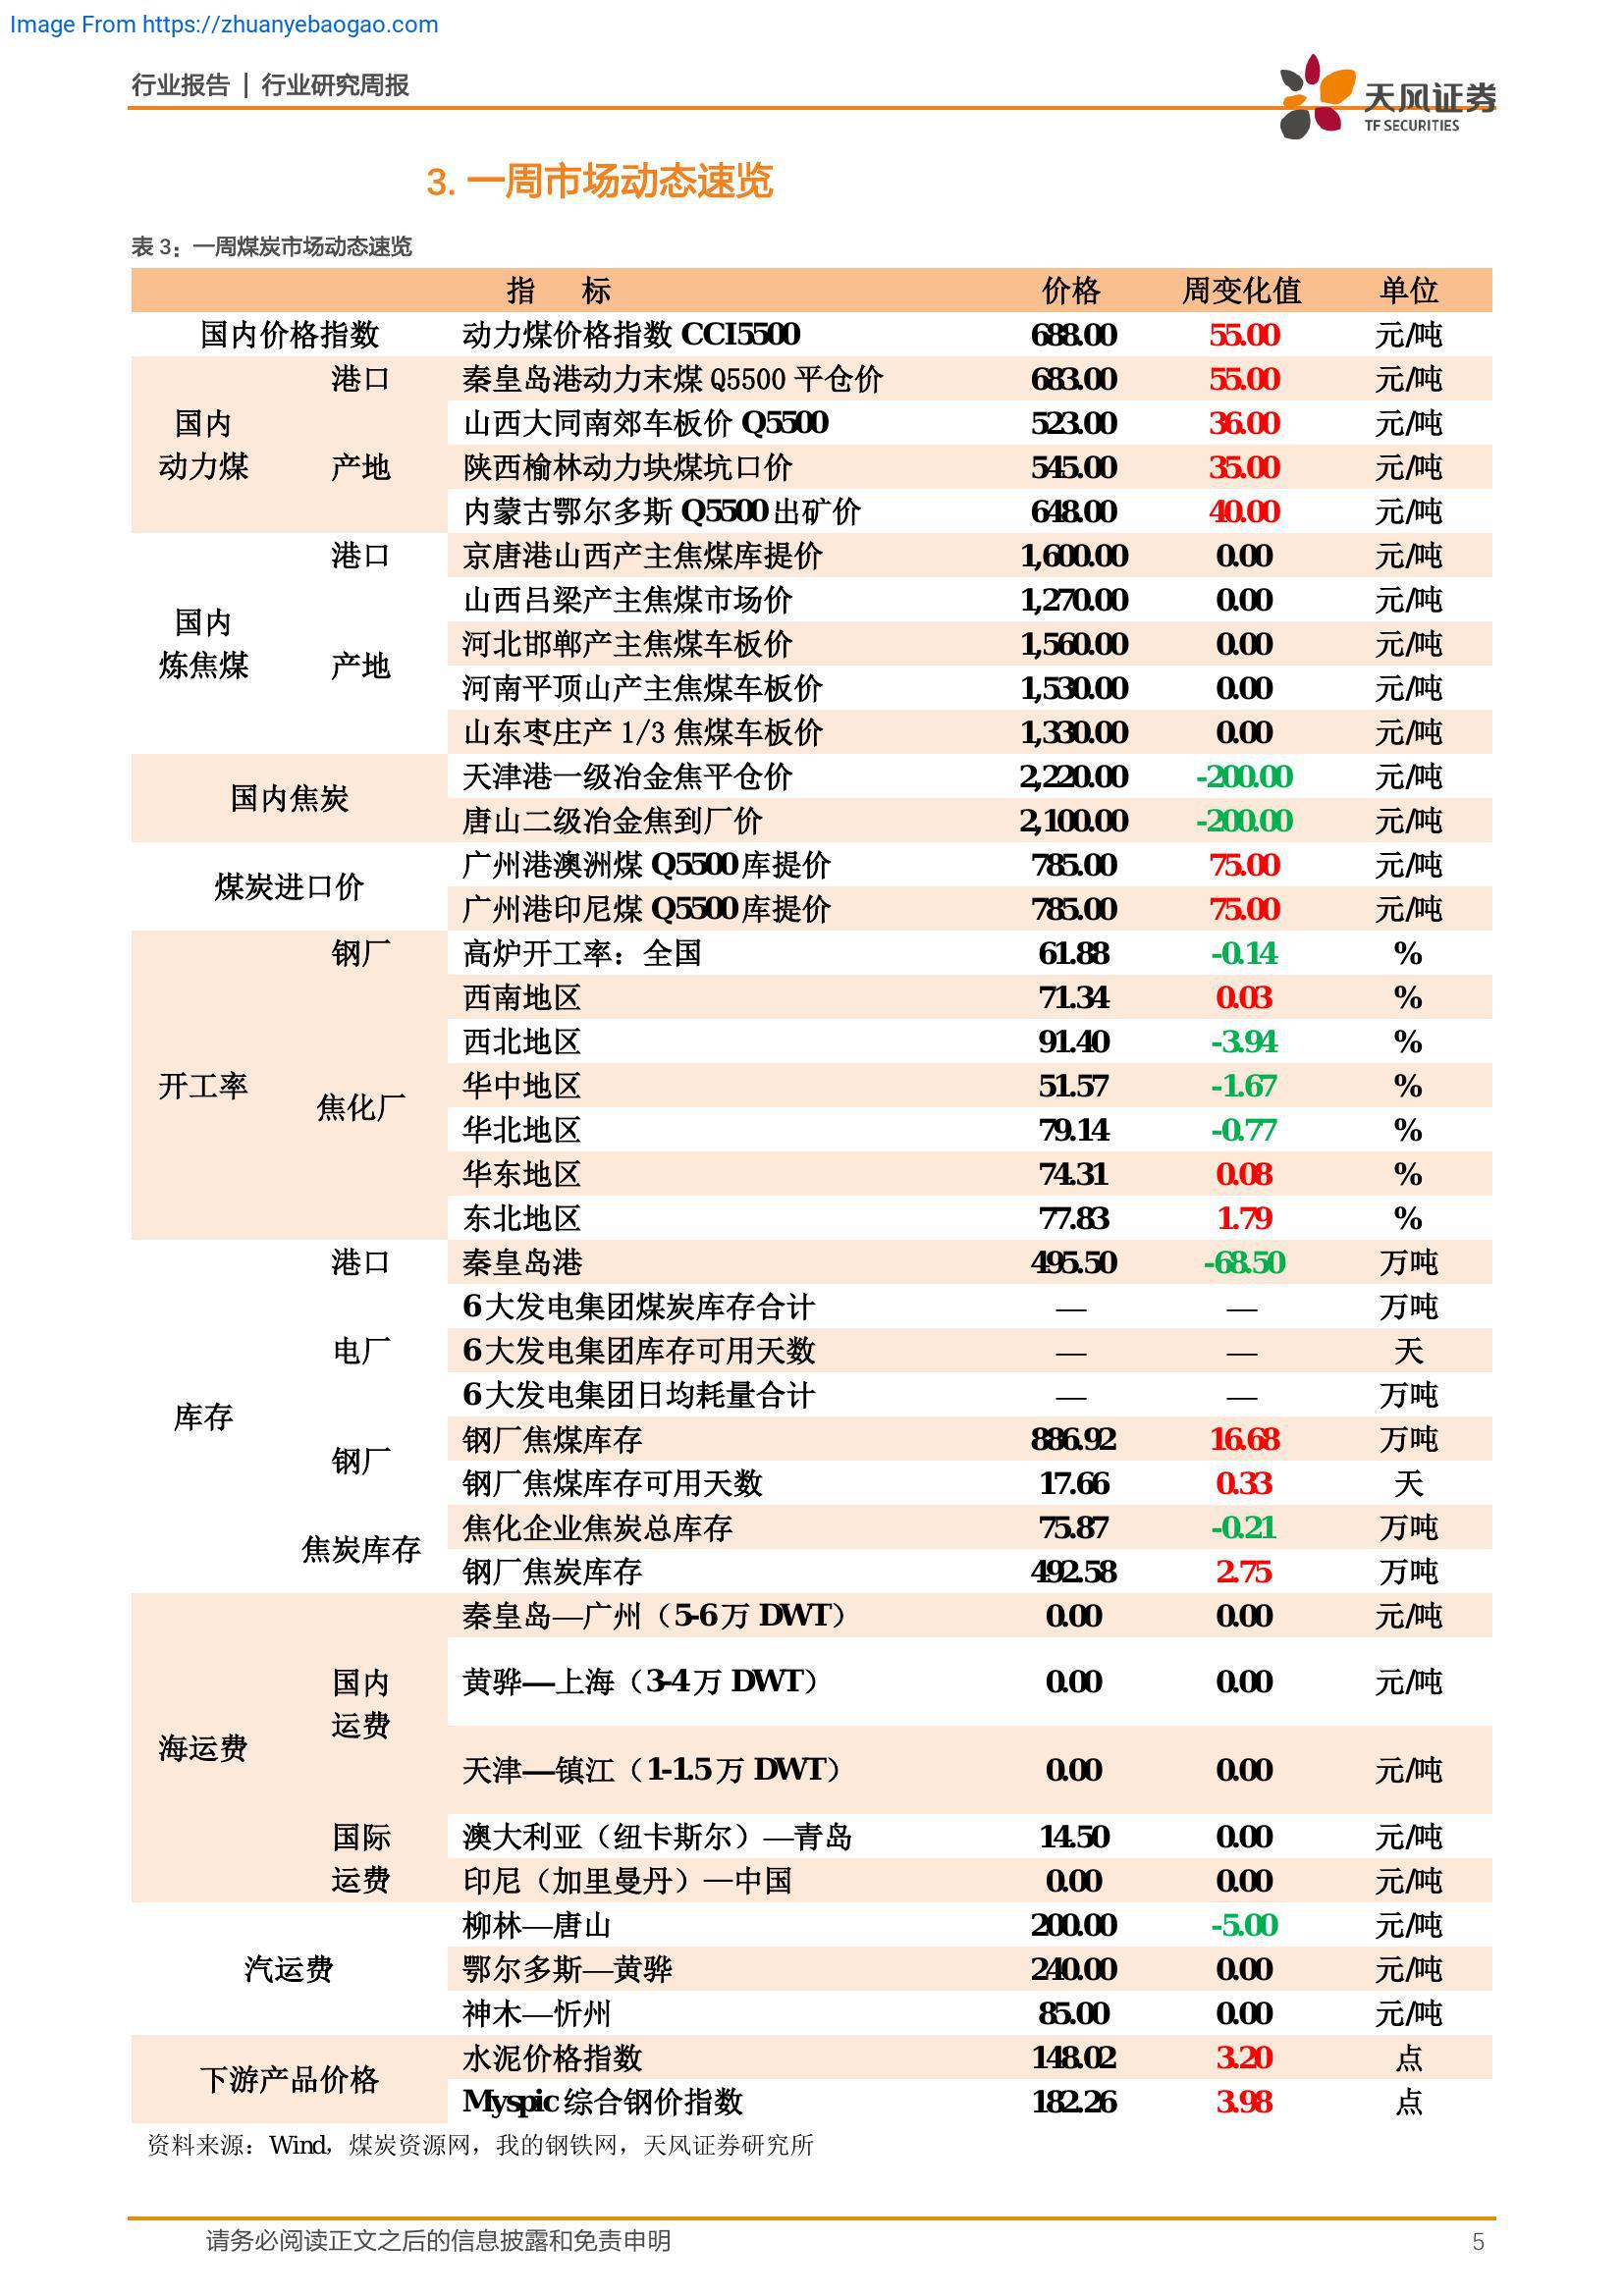 Image From https://zhuanyebaogao.com
行业报告 | 行业研究周报
天风证券
TF SECURITIES
3. 一周市场动态速览
表 3：一周煤炭市场动态速览
指 标 价格 周变化值 单位
国内价格指数 动力煤价格指数 CCI5500 688.00 55.00 元/吨
港口 秦皇岛港动力末煤 Q5500 平仓价 683.00 55.00 元/吨
国内 山西大同南郊车板价 Q5500 523.00 36.00 元/吨
动力煤 产地 陕西榆林动力块煤坑口价 545.00 35.00 元/吨
内蒙古鄂尔多斯 Q5500 出矿价 648.00 40.00 元/吨
港口 京唐港山西产主焦煤库提价 1,600.00 0.00 元/吨
国内 山西吕梁产主焦煤市场价 1,270.00 0.00 元/吨
河北邯郸产主焦煤车板价 1,560.00 0.00 元/吨
炼焦煤 产地 河南平顶山产主焦煤车板价 1,530.00 0.00 元/吨
山东枣庄产 1/3 焦煤车板价 1,330.00 0.00 元/吨
国内焦炭 天津港一级冶金焦平仓价 2,220.00 -200.00 元/吨
唐山二级冶金焦到厂价 2,100.00 -200.00 元/吨
煤炭进口价 广州港澳洲煤 Q5500 库提价 785.00 75.00 元/吨
广州港印尼煤 Q5500 库提价 785.00 75.00 元/吨
钢厂 高炉开工率：全国 61.88 -0.14 %
西南地区 71.34 0.03 %
西北地区 91.40 -3.94 %
开工率 焦化厂 华中地区 51.57 -1.67 %
华北地区 79.14 -0.77 %
华东地区 74.31 0.08 %
东北地区 77.83 1.79 %
港口 秦皇岛港 495.50 -68.50 万吨
6 大发电集团煤炭库存合计 — — 万吨
电厂 6 大发电集团库存可用天数 — — 天
库存 6 大发电集团日均耗量合计 — — 万吨
钢厂 钢厂焦煤库存 886.92 16.68 万吨
钢厂焦煤库存可用天数 17.66 0.33 天
焦炭库存 焦化企业焦炭总库存 75.87 -0.21 万吨
钢厂焦炭库存 492.58 2.75 万吨
秦皇岛—广州（5-6 万 DWT） 0.00 0.00 元/吨
国内运费 黄骅—上海（3-4 万 DWT） 0.00 0.00 元/吨
海运费 天津—镇江（1-1.5 万 DWT） 0.00 0.00 元/吨
国际 澳大利亚（纽卡斯尔）—青岛 14.50 0.00 元/吨
运费 印尼（加里曼丹）—中国 0.00 0.00 元/吨
柳林—唐山 200.00 -5.00 元/吨
汽运费 鄂尔多斯—黄骅 240.00 0.00 元/吨
神木—忻州 85.00 0.00 元/吨
下游产品价格 水泥价格指数 148.02 3.20 点
Myspic 综合钢价指数 182.26 3.98 点
资料来源：Wind，煤炭资源网，我的钢铁网，天风证券研究所
请务必阅读正文之后的信息披露和免责申明 5